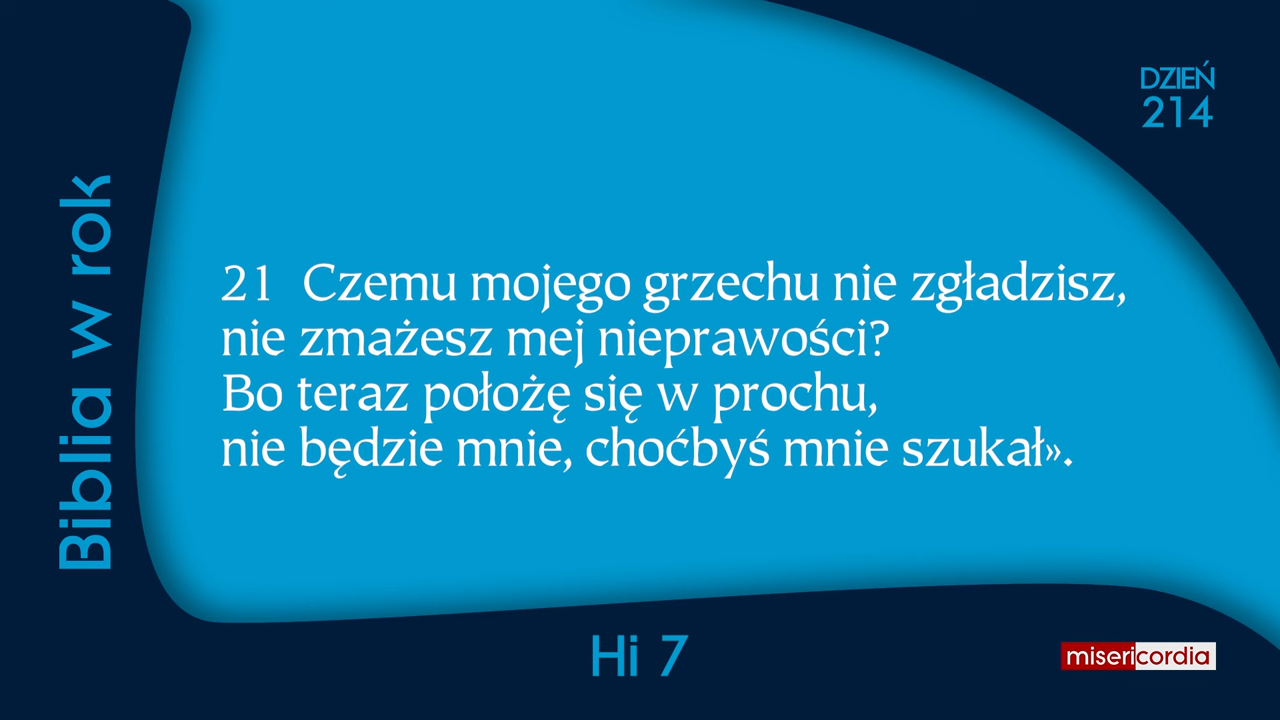 DZIEŃ
214
Biblia w rok
21 Czemu mojego grzechu nie zgładzisz,
nie zmażesz mej nieprawości?
Bo teraz położę się w prochu,
nie będzie mnie, choćbyś mnie szukał».
Hi 7
misericordia